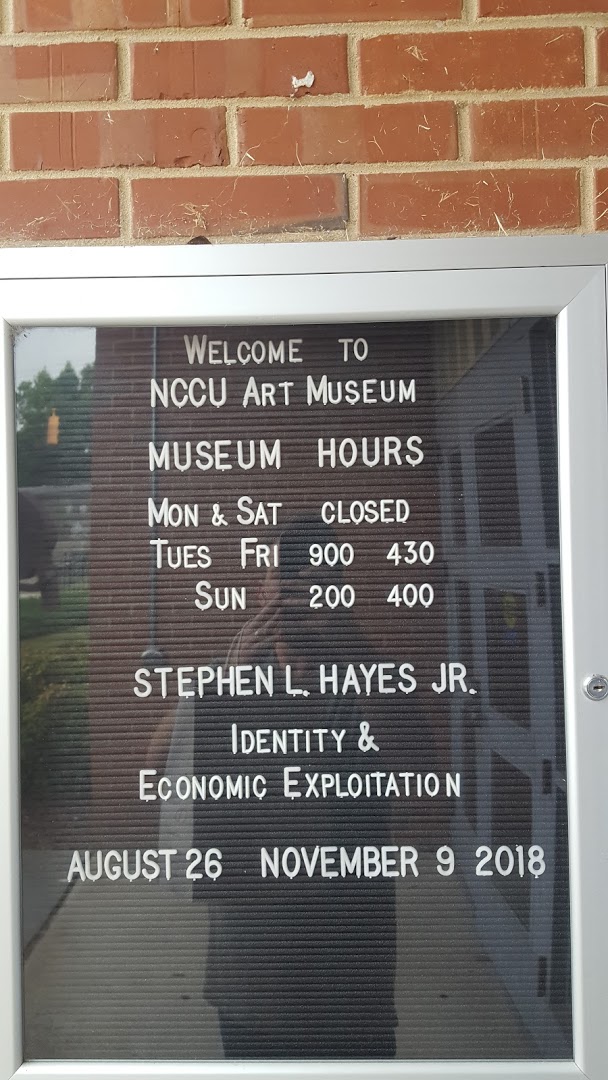 Welcome to
NCCU Art Museum
MUSEUM HOURS
Mon & Sat CLOSED
Tues Fri 900 430
Sun 200 400
STEPHEN L. HAYES JR.
Identity &
Economic Exploitation
AUGUST 26 NOVEMBER 9 2018